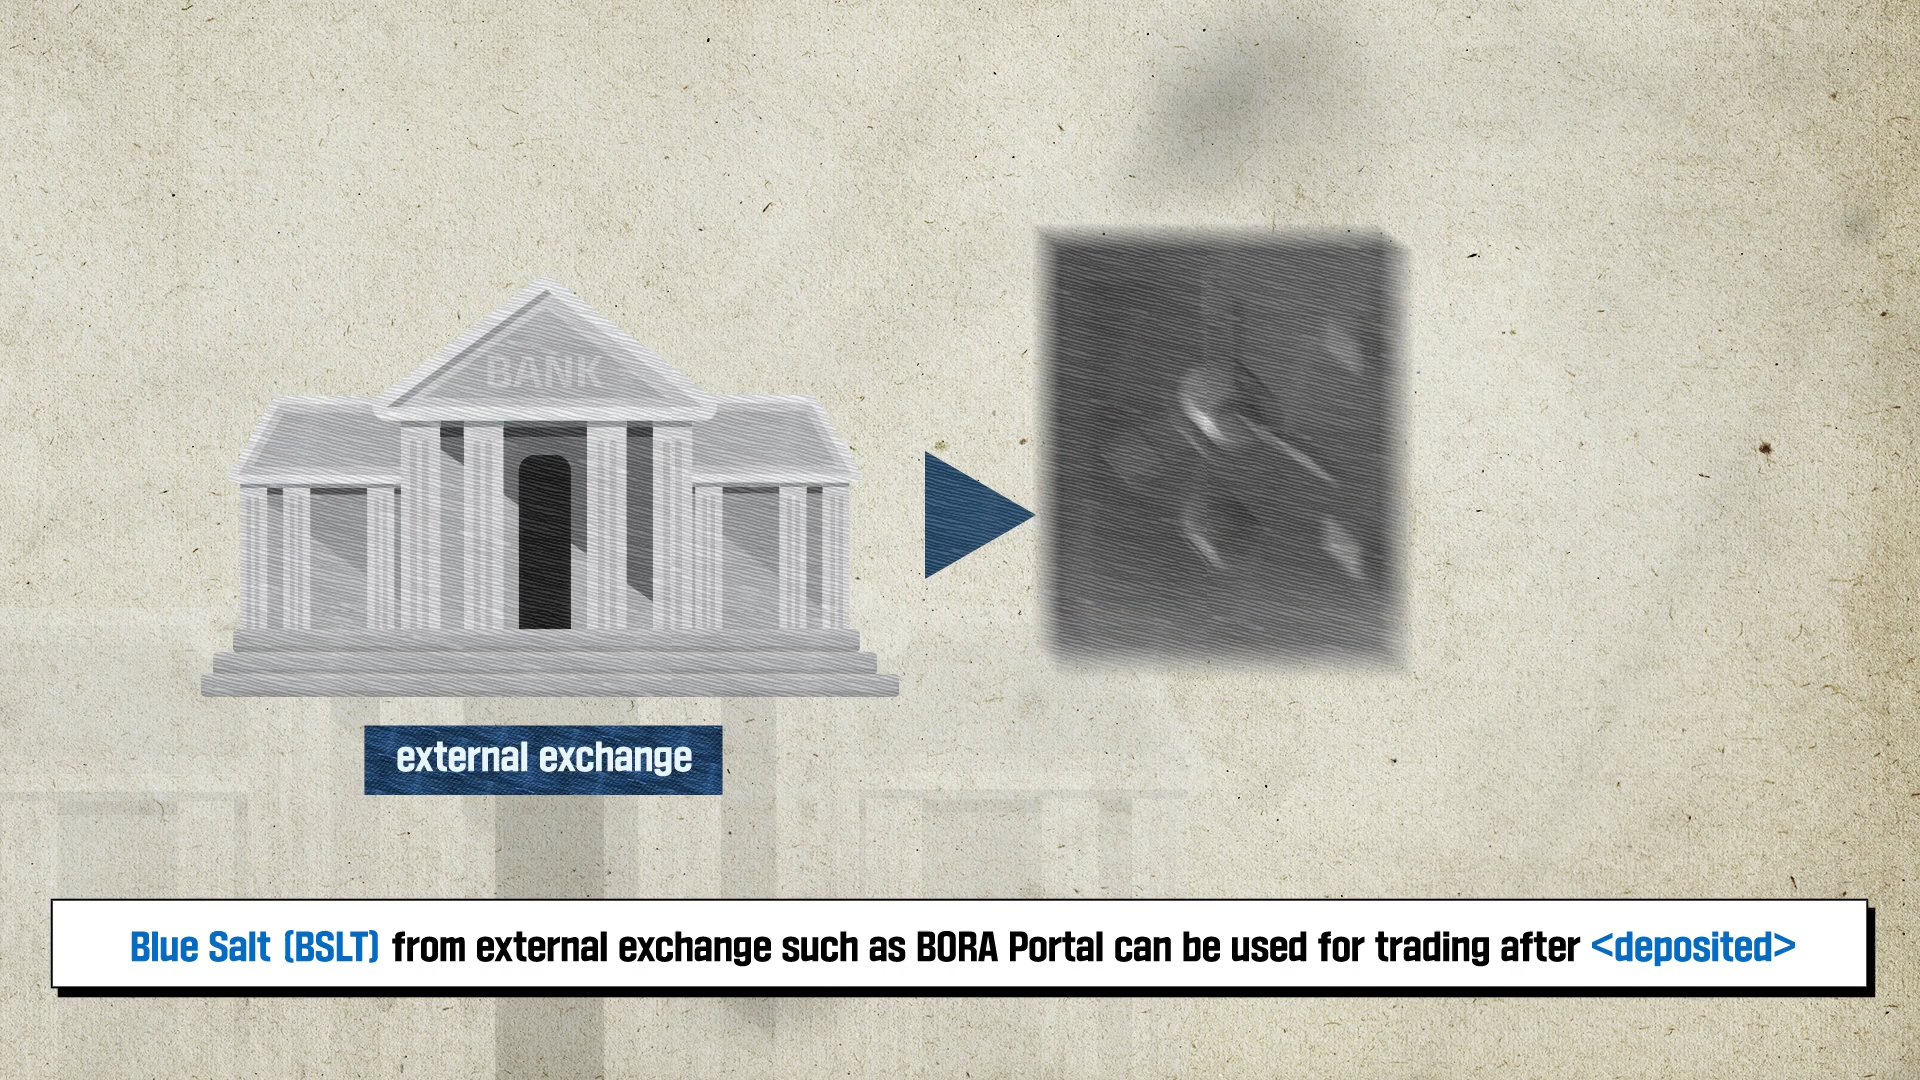 BANK
external exchange
Blue Salt (BSLT) from external exchange such as BORA Portal can be used for trading after <deposited>